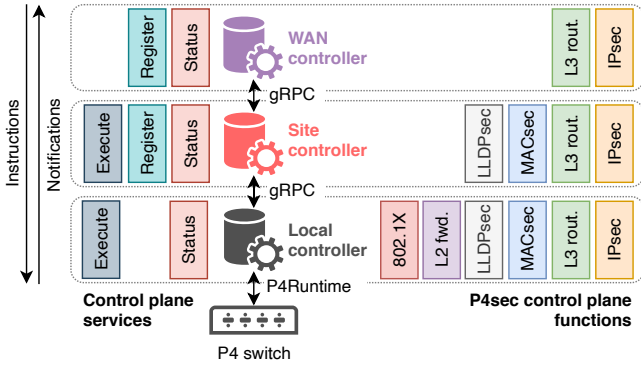 Instructions
Notifications
Register
Status
WAN
controller
L3 rout.
IPsec
gRPC
Execute
Register
Status
Site
controller
LLDPsec
MACsec
L3 rout.
IPsec
gRPC
Execute
Status
Local
controller
802.1X
L2 fwd.
LLDPsec
MACsec
L3 rout.
IPsec
P4Runtime
Control plane
services
P4sec control plane
functions
P4 switch